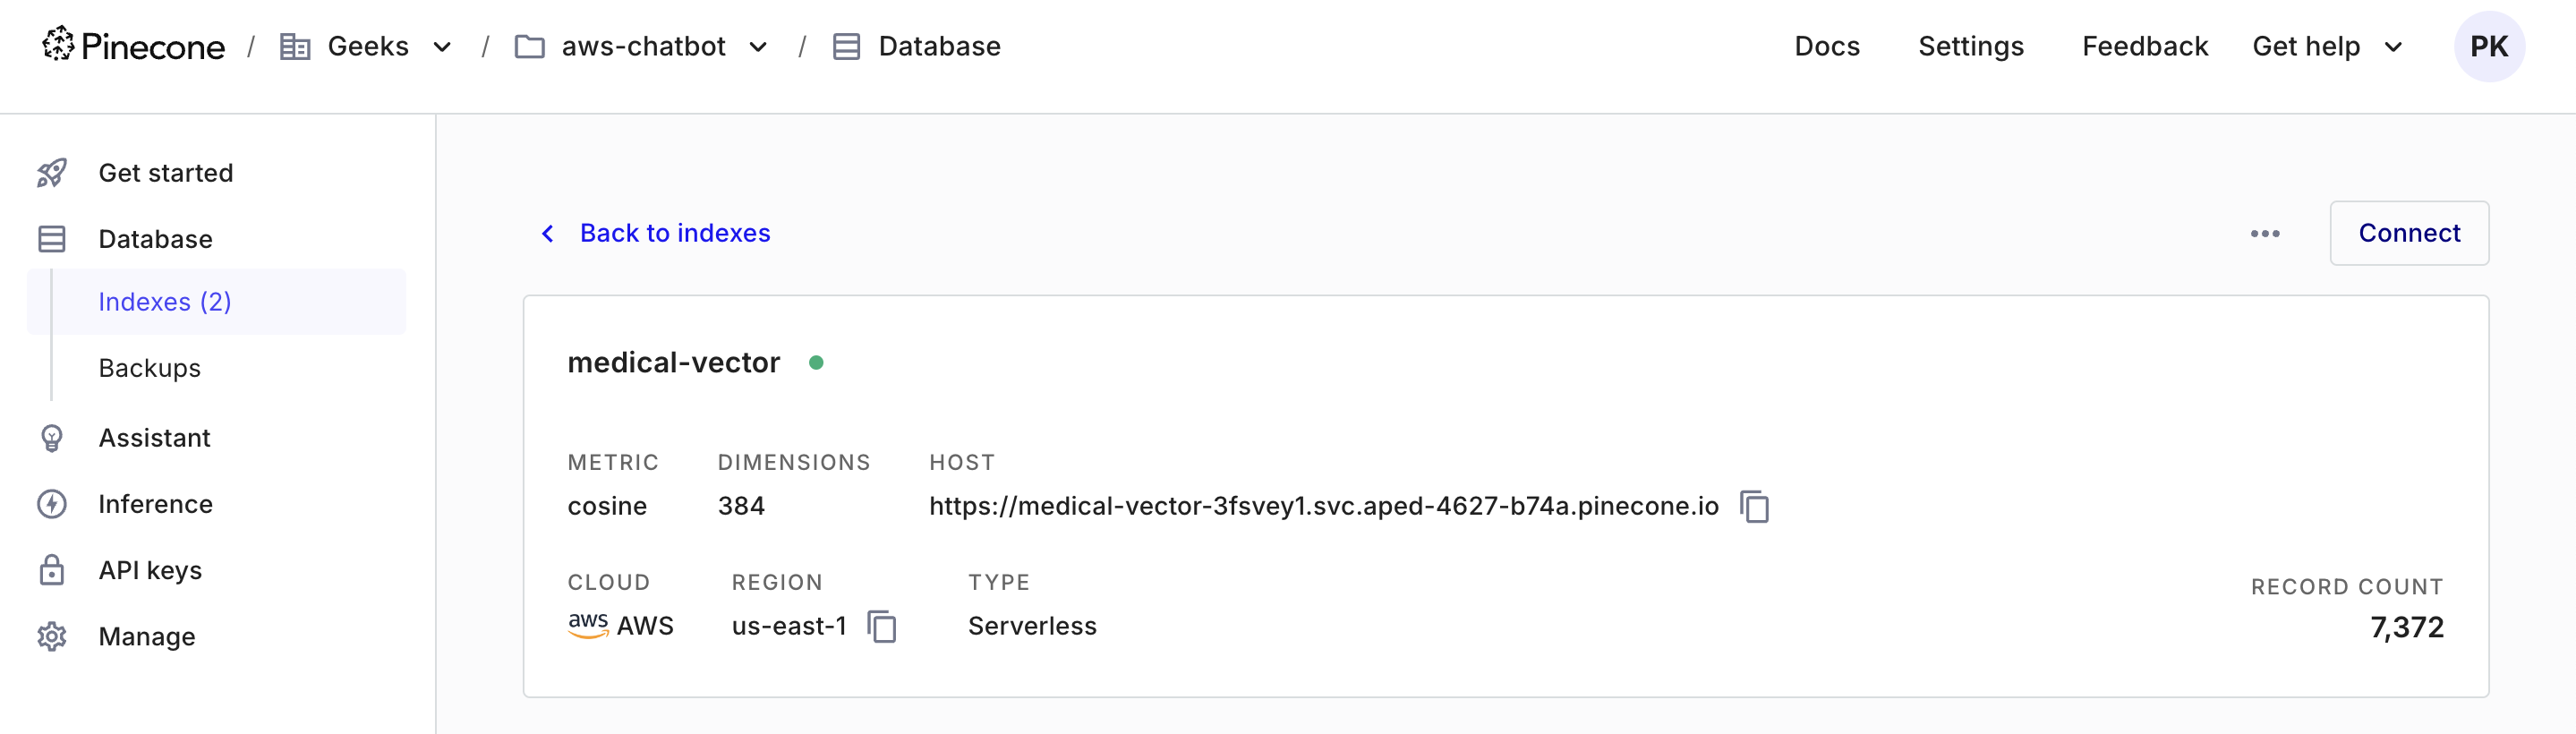 Pinecone / Geeks / aws-chatbot / Database Docs Settings Feedback Get help PK
Get started
Database
Indexes (2)
Backups
Assistant
Inference
API keys
Manage
Back to indexes Connect
medical-vector
METRIC DIMENSIONS HOST
cosine 384 https://medical-vector-3fsvey1.svc.aped-4627-b74a.pinecone.io
CLOUD REGION TYPE RECORD COUNT
aws AWS us-east-1 Serverless 7,372